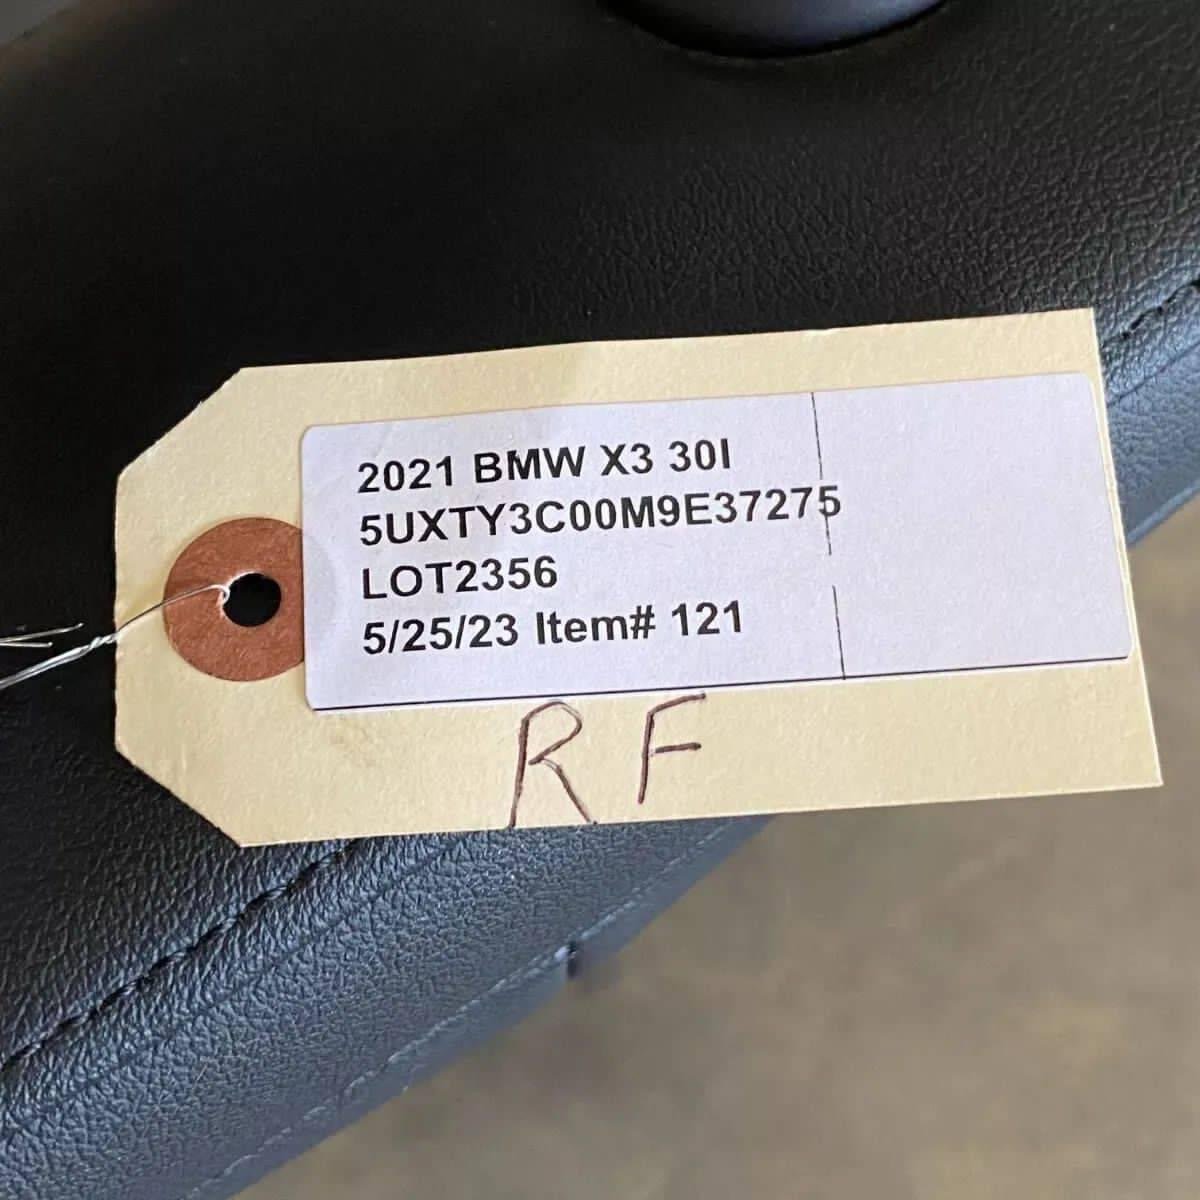 2021 BMW X3 30I
5UXTY3C00M9E37275
LOT2356
5/25/23 Item# 121
RF